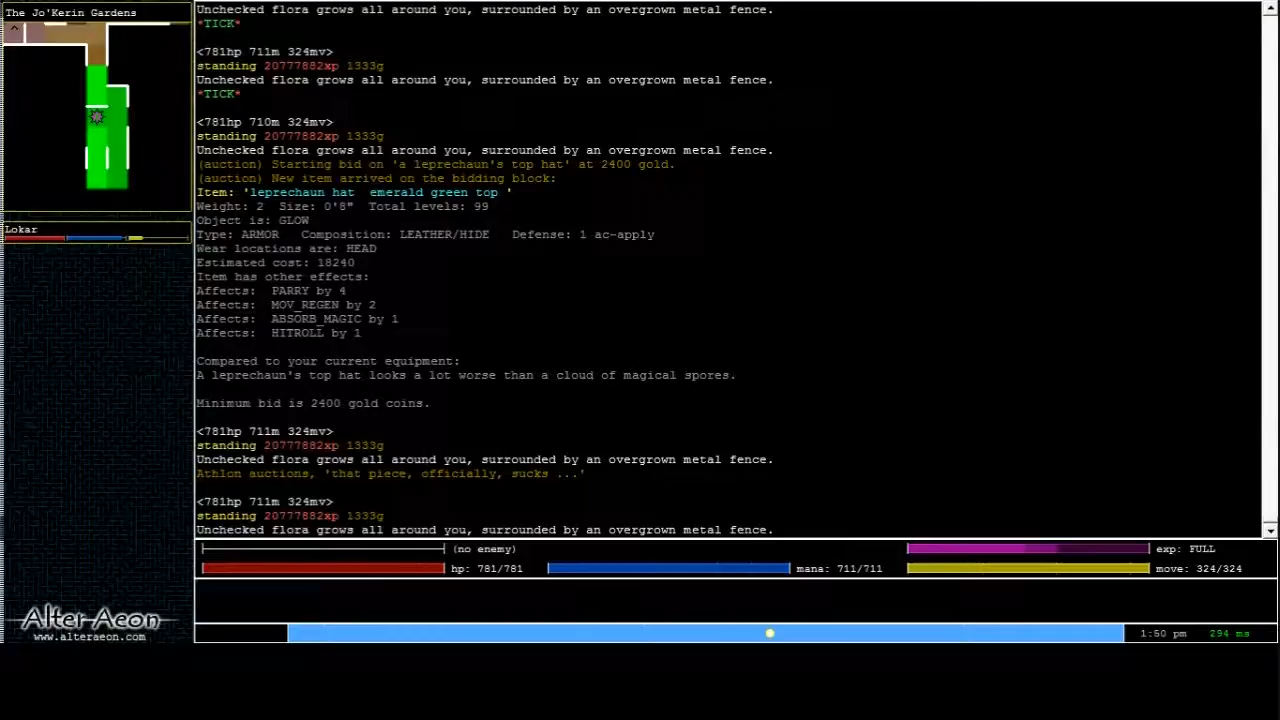 The Jo'Kerin Gardens
Lokar
Unchecked flora grows all around you, surrounded by an overgrown metal fence.
*TICK*
<781hp 711m 324mv>
standing 20777882xp 1333g
Unchecked flora grows all around you, surrounded by an overgrown metal fence.
*TICK*
<781hp 710m 324mv>
standing 20777882xp 1333g
Unchecked flora grows all around you, surrounded by an overgrown metal fence.
(auction) Starting bid on 'a leprechaun's top hat' at 2400 gold.
(auction) New item arrived on the bidding block:
Item: 'leprechaun hat  emerald green top '
Weight: 2  Size: 0'8"  Total levels: 99
Object is: GLOW
Type: ARMOR   Composition: LEATHER/HIDE   Defense: 1 ac-apply
Wear locations are: HEAD
Estimated cost: 18240
Item has other effects:
Affects:  PARRY by 4
Affects:  MOV_REGEN by 2
Affects:  ABSORB_MAGIC by 1
Affects:  HITROLL by 1
Compared to your current equipment:
A leprechaun's top hat looks a lot worse than a cloud of magical spores.
Minimum bid is 2400 gold coins.
<781hp 711m 324mv>
standing 20777882xp 1333g
Unchecked flora grows all around you, surrounded by an overgrown metal fence.
Athlon auctions, 'that piece, officially, sucks ...'
<781hp 711m 324mv>
standing 20777882xp 1333g
Unchecked flora grows all around you, surrounded by an overgrown metal fence.
(no enemy) exp: FULL
hp: 781/781 mana: 711/711 move: 324/324
Alter Aeon
www.alteraeon.com
1:50 pm 294 ms